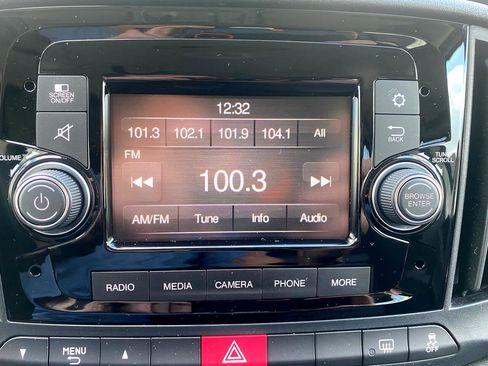 12:32
SCREEN
ON/OFF
101.3 102.1 101.9 104.1 All
BACK
FM
VOLUME
TUNE
SCROLL
100.3
BROWSE
ENTER
AM/FM Tune Info Audio
RADIO MEDIA CAMERA PHONE MORE
MENU
OFF